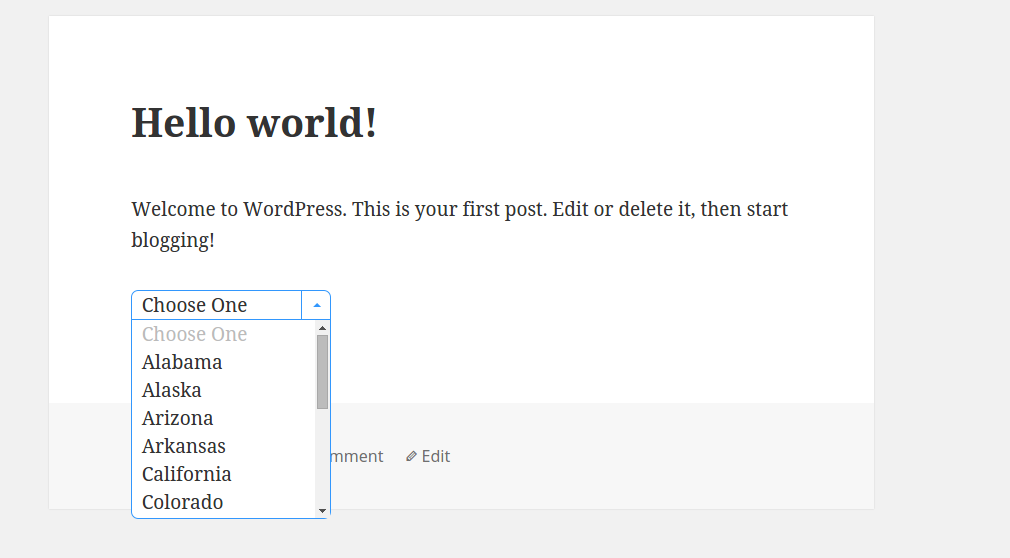 Hello world!
Welcome to WordPress. This is your first post. Edit or delete it, then start
blogging!
Choose One
Choose One
Alabama
Alaska
Arizona
Arkansas
California
Colorado
mment Edit